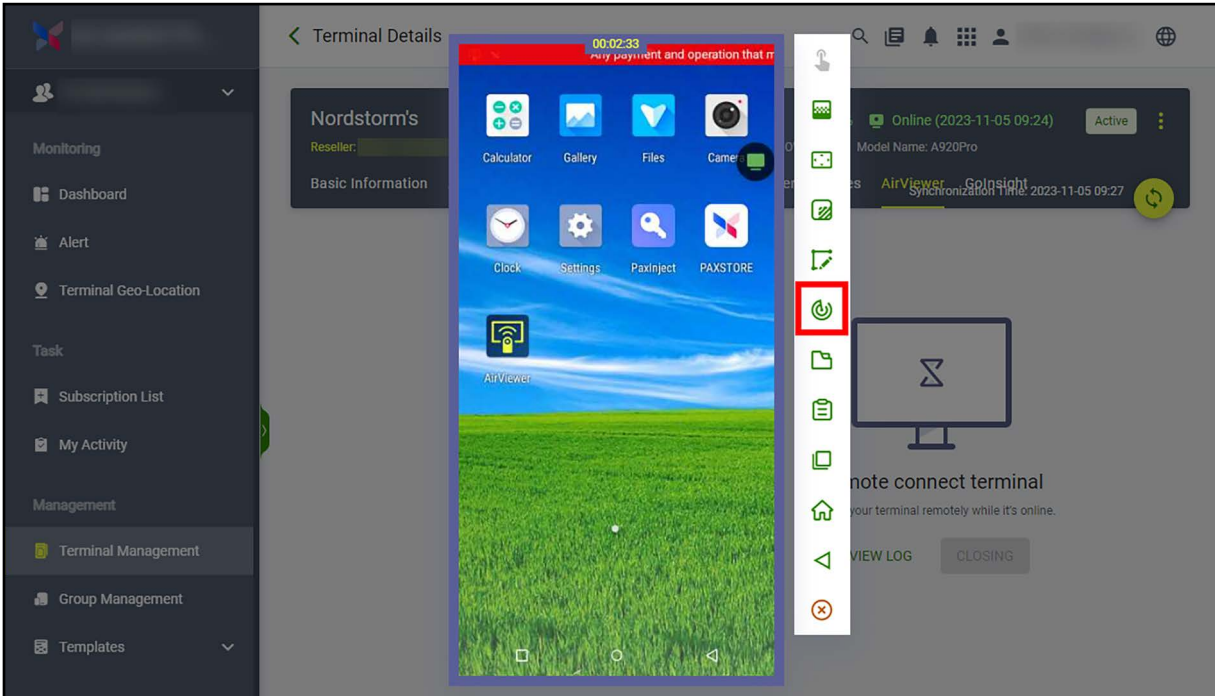 Terminal Details
Monitoring
Dashboard
Alert
Terminal Geo-Location
Task
Subscription List
My Activity
Management
Terminal Management
Group Management
Templates
Nordstorm's
Reseller:
Online (2023-11-05 09:24)
Active
Model Name: A920Pro
Basic Information
AirViewer
GoInsight
Synchronization Time: 2023-11-05 09:27
00:02:33
Any payment and operation that
Calculator
Gallery
Files
Camera
Clock
Settings
PaxInject
PAXSTORE
AirViewer
connect terminal
your terminal remotely while it's online.
VIEW LOG
CLOSING